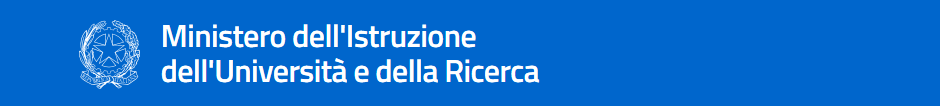 Ministero dell'Istruzione
dell'Università e della Ricerca